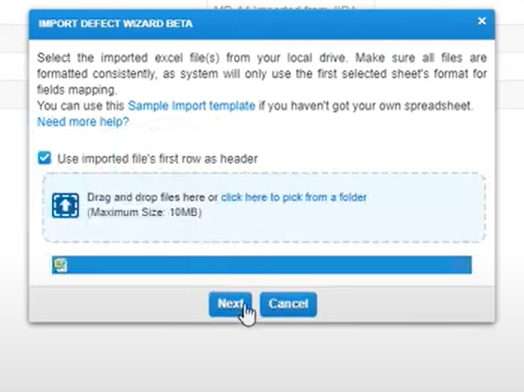 IMPORT DEFECT WIZARD BETA
Select the imported excel file(s) from your local drive. Make sure all files are
formatted consistently, as system will only use the first selected sheet's format for
fields mapping.
You can use this Sample Import template if you haven't got your own spreadsheet.
Need more help?
Use imported file's first row as header
Drag and drop files here or click here to pick from a folder
(Maximum Size: 10MB)
Next
Cancel